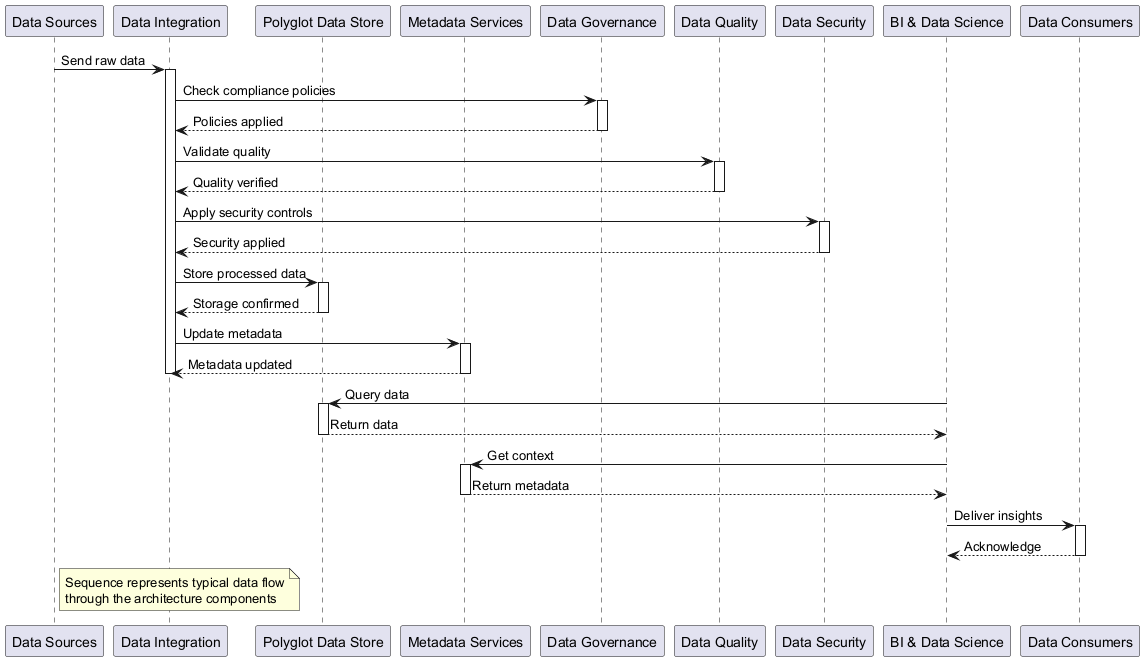 Data Sources
Data Integration
Polyglot Data Store
Metadata Services
Data Governance
Data Quality
Data Security
BI & Data Science
Data Consumers
Send raw data
Check compliance policies
Policies applied
Validate quality
Quality verified
Apply security controls
Security applied
Store processed data
Storage confirmed
Update metadata
Metadata updated
Query data
Return data
Get context
Return metadata
Deliver insights
Acknowledge
Sequence represents typical data flow
through the architecture components
Data Sources
Data Integration
Polyglot Data Store
Metadata Services
Data Governance
Data Quality
Data Security
BI & Data Science
Data Consumers